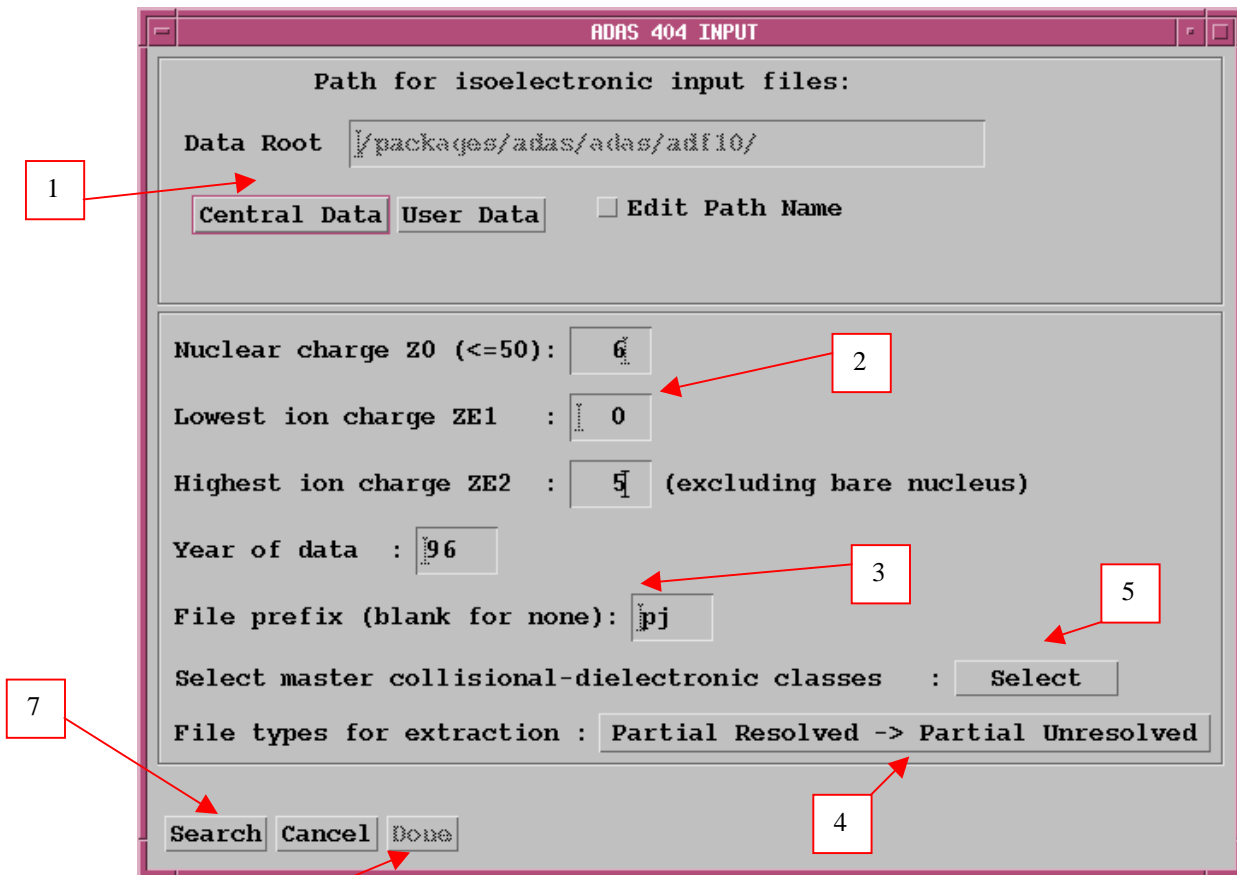 ADAS 404 INPUT
Path for isoelectronic input files:
Data Root /packages/adas/adas/adf10/
1
Central Data User Data Edit Path Name
Nuclear charge Z0 (<=50): 6
2
Lowest ion charge ZE1 : 0
Highest ion charge ZE2 : 5 (excluding bare nucleus)
Year of data : 96
3
5
File prefix (blank for none): pj
Select master collisional-dielectronic classes : Select
7
File types for extraction : Partial Resolved -> Partial Unresolved
4
Search Cancel Done